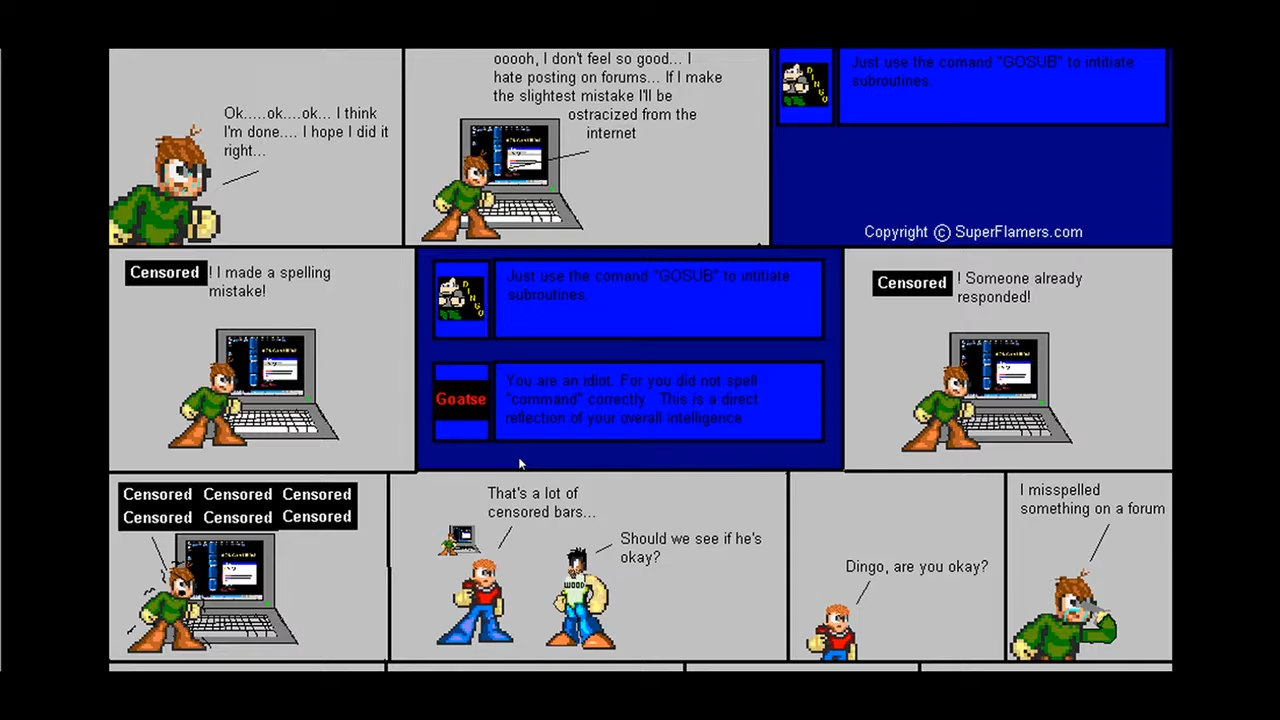 Ok.....ok....ok... I think
I'm done.... I hope I did it
right...
ooooh, I don't feel so good... I
hate posting on forums... If I make
the slightest mistake I'll be
ostracized from the
internet
DINGO
Just use the comand "GOSUB" to intitiate
subroutines.
Copyright © SuperFlamers.com
Censored ! I made a spelling
mistake!
DINGO
Just use the comand "GOSUB" to intitiate
subroutines.
Goatse
You are an idiot. For you did not spell
"command" correctly. This is a direct
reflection of your overall intelligence
Censored ! Someone already
responded!
Censored Censored Censored
Censored Censored Censored
That's a lot of
censored bars...
Should we see if he's
okay?
WOOD
Dingo, are you okay?
I misspelled
something on a forum